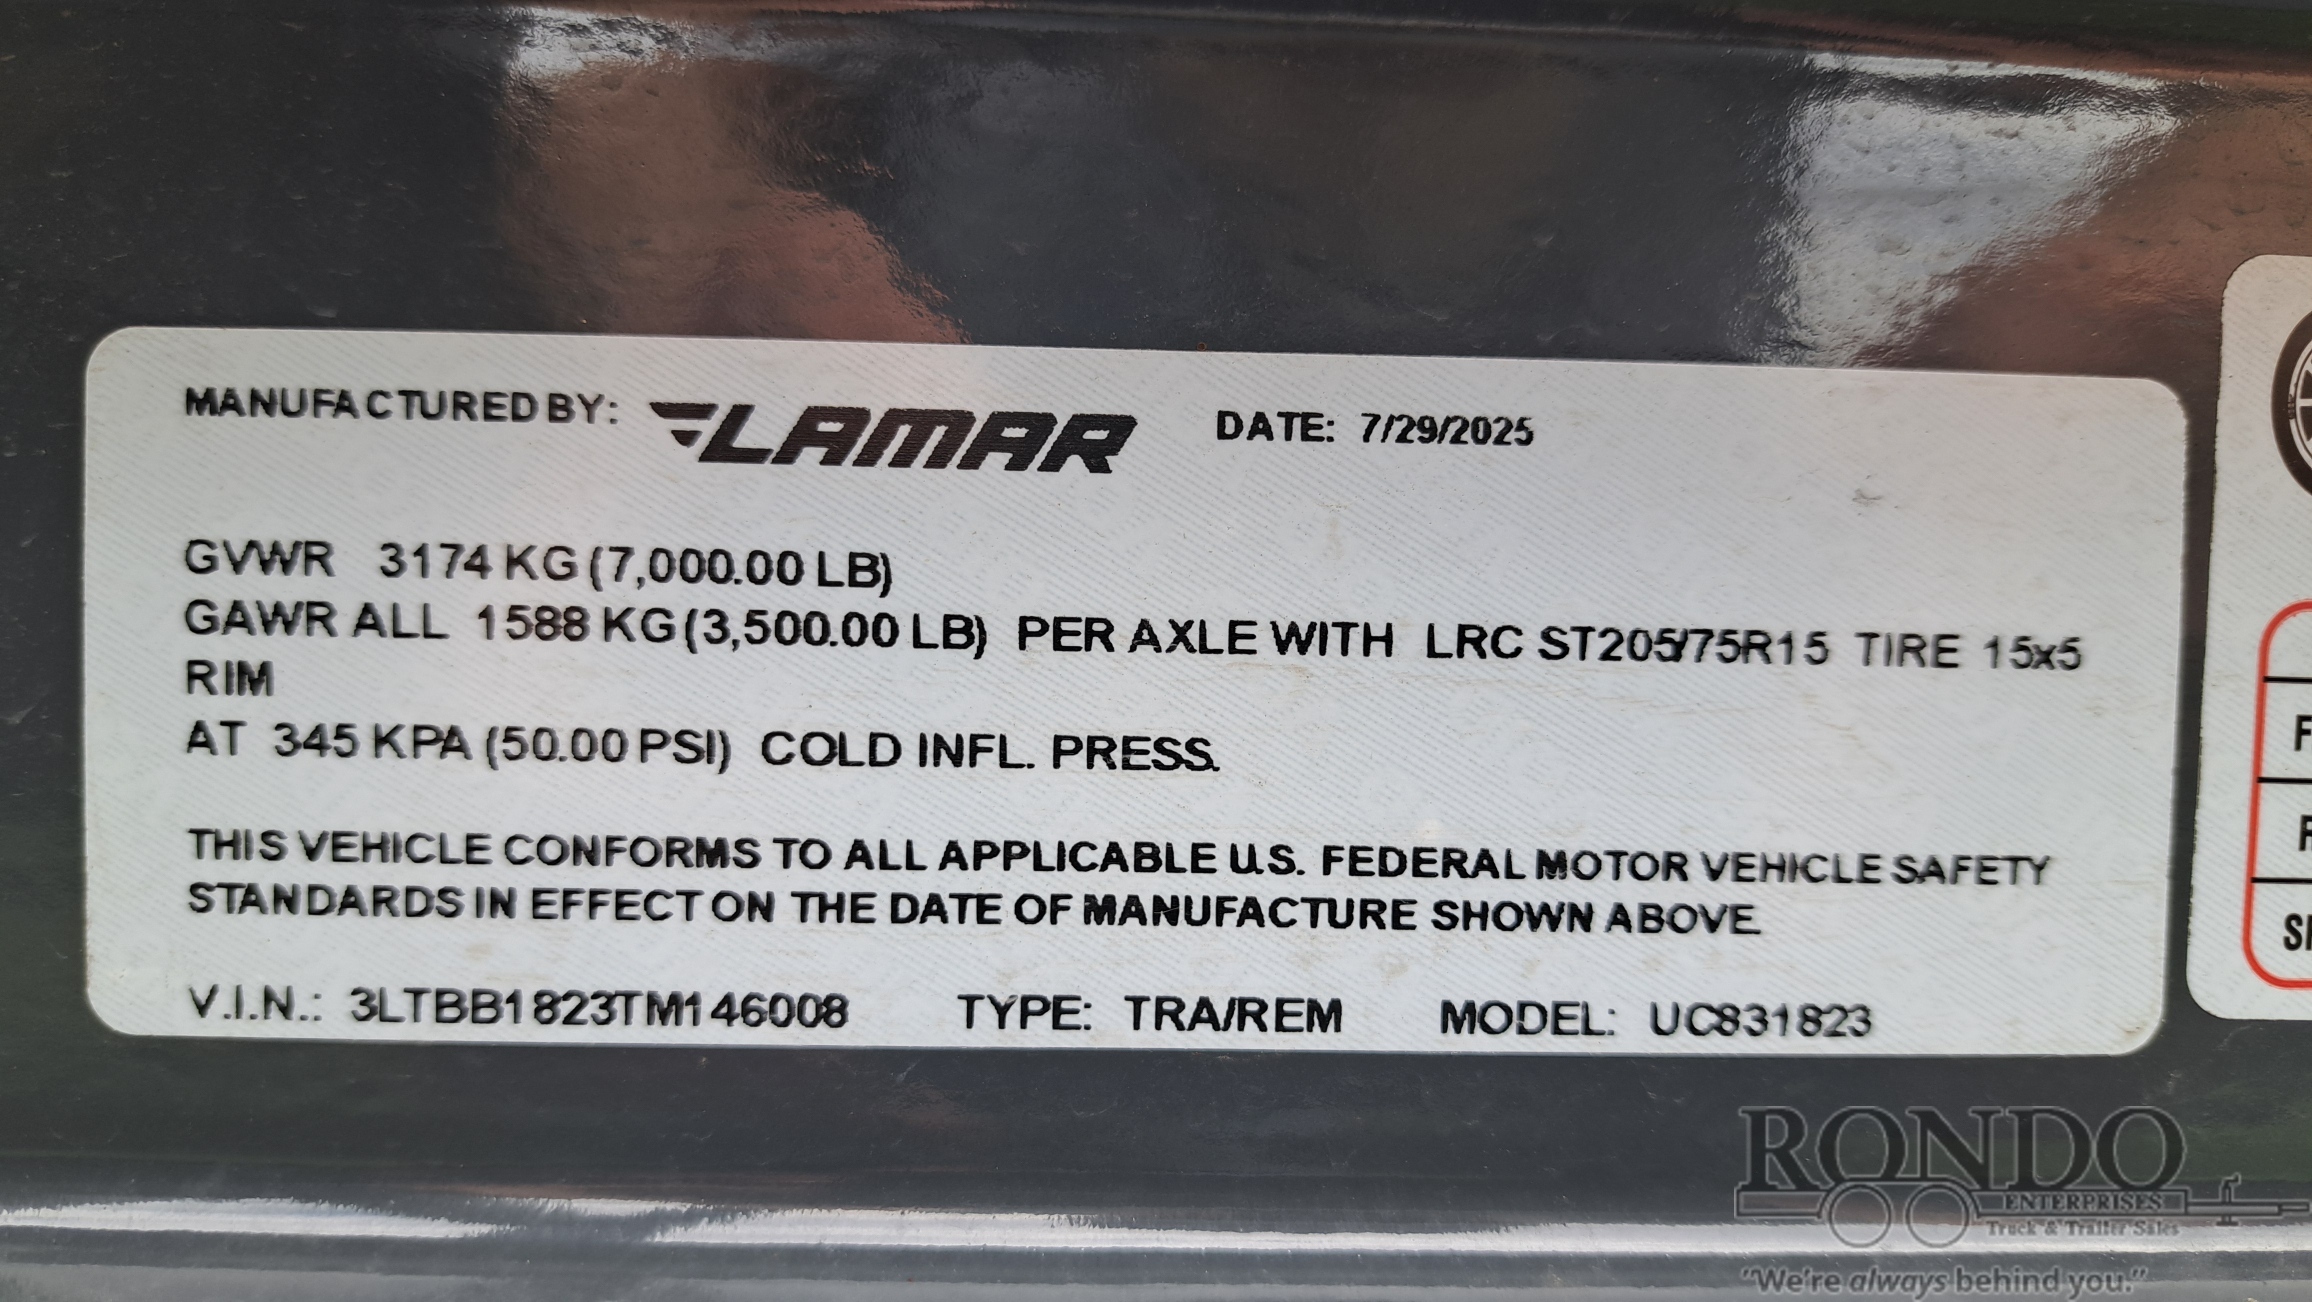 MANUFACTURED BY: LAMAR DATE: 7/29/2025
GVWR 3174 KG (7,000.00 LB)
GAWR ALL 1588 KG (3,500.00 LB) PER AXLE WITH LRC ST205/75R15 TIRE 15x5
RIM
AT 345 KPA (50.00 PSI) COLD INFL. PRESS.
THIS VEHICLE CONFORMS TO ALL APPLICABLE U.S. FEDERAL MOTOR VEHICLE SAFETY
STANDARDS IN EFFECT ON THE DATE OF MANUFACTURE SHOWN ABOVE.
V.I.N.: 3LTBB1823TM146008 TYPE: TRA/REM MODEL: UC831823
RONDO
ENTERPRISES
Truck & Trailer Sales
"We're always behind you."